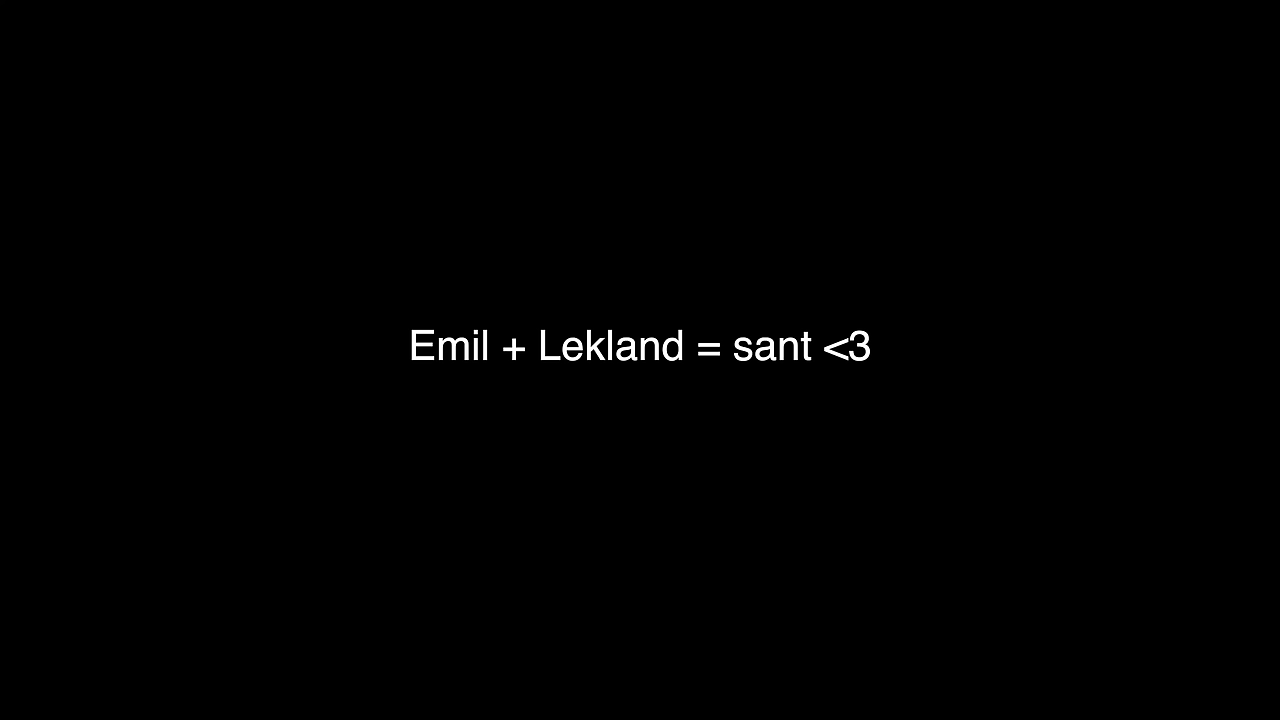 Emil + Lekland = sant <3